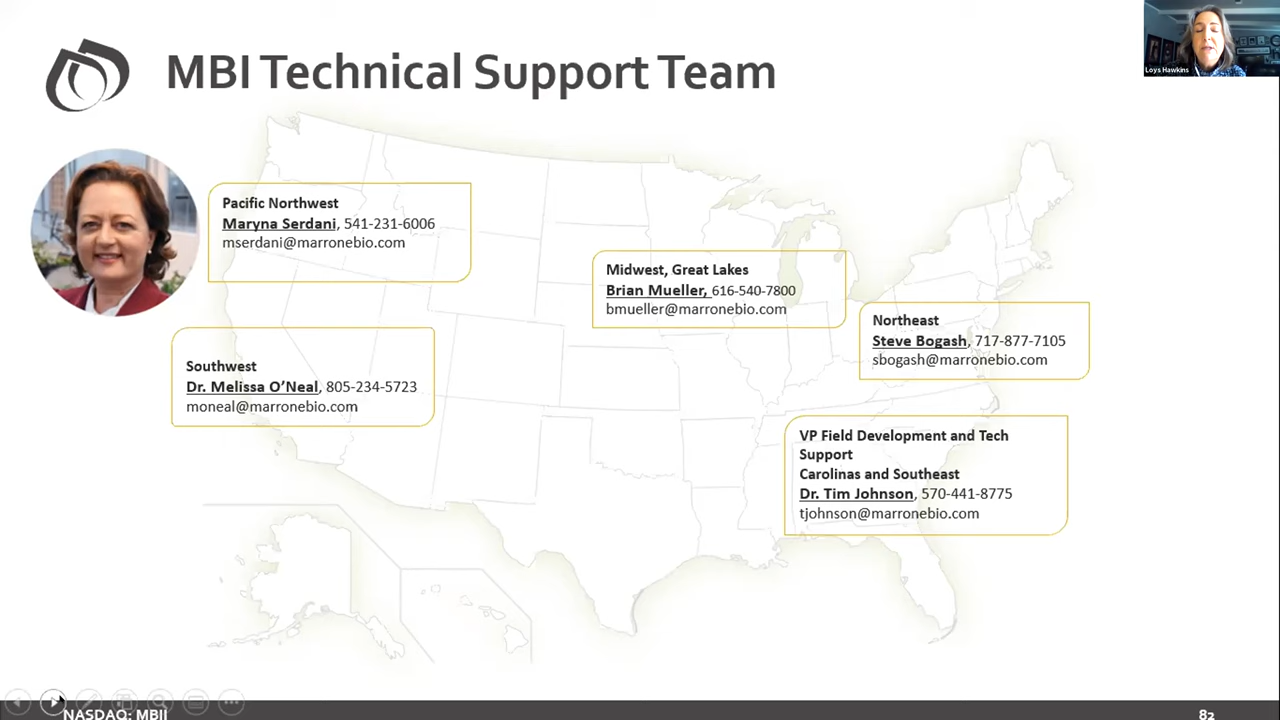 MBI Technical Support Team
Loys Hawkins
Pacific Northwest
Maryna Serdani, 541-231-6006
mserdani@marronebio.com
Midwest, Great Lakes
Brian Mueller, 616-540-7800
bmueller@marronebio.com
Northeast
Steve Bogash, 717-877-7105
sbogash@marronebio.com
Southwest
Dr. Melissa O’Neal, 805-234-5723
moneal@marronebio.com
VP Field Development and Tech
Support
Carolinas and Southeast
Dr. Tim Johnson, 570-441-8775
tjohnson@marronebio.com
NASDAQ: MBII
82